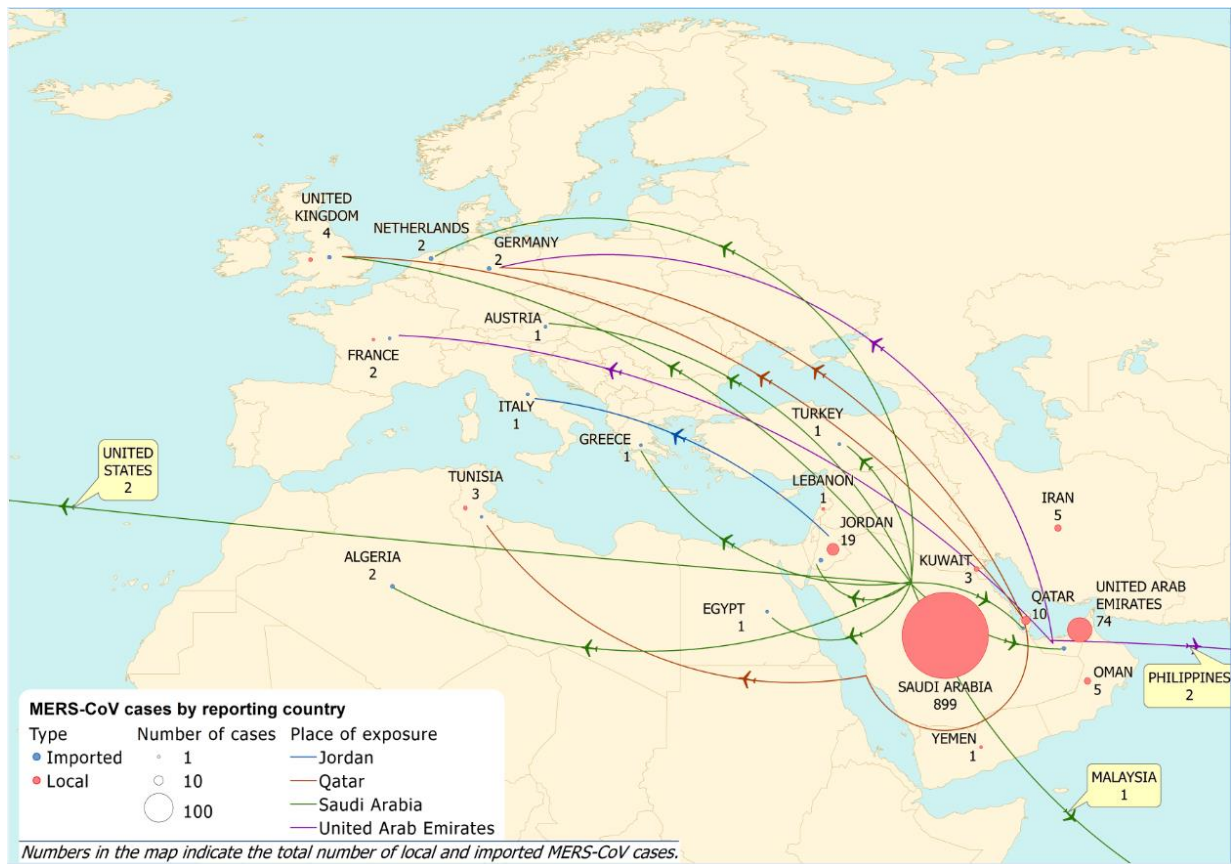 UNITED
KINGDOM
4
NETHERLANDS
2
GERMANY
2
AUSTRIA
1
FRANCE
2
ITALY
1
GREECE
1
TURKEY
1
UNITED
STATES
2
TUNISIA
3
LEBANON
1
IRAN
5
JORDAN
19
ALGERIA
2
KUWAIT
3
EGYPT
1
QATAR
10
UNITED ARAB
EMIRATES
74
SAUDI ARABIA
899
OMAN
5
PHILIPPINES
2
YEMEN
1
MALAYSIA
1
MERS-CoV cases by reporting country
Type
Imported
Local
Number of cases
1
10
100
Place of exposure
Jordan
Qatar
Saudi Arabia
United Arab Emirates
Numbers in the map indicate the total number of local and imported MERS-CoV cases.